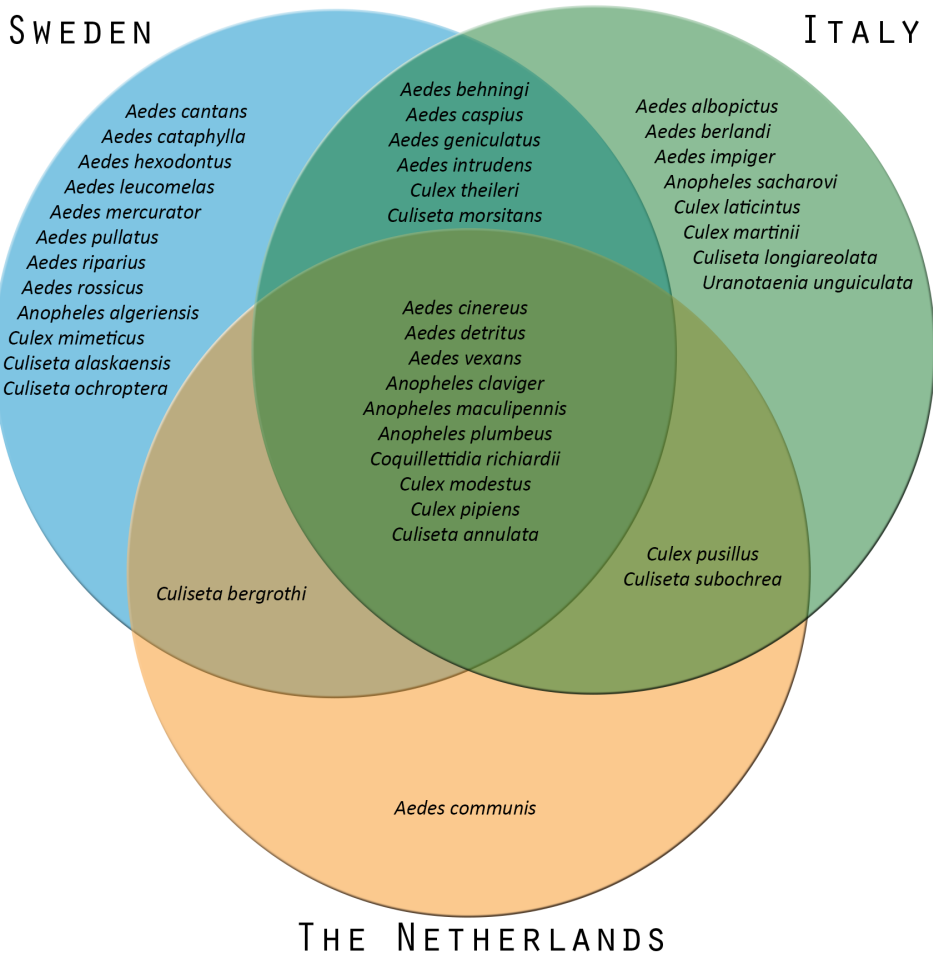 SWEDEN
ITALY
Aedes cantans
Aedes cataphylla
Aedes hexodontus
Aedes leucomelas
Aedes mercurator
Aedes pullatus
Aedes riparius
Aedes rossicus
Anopheles algeriensis
Culex mimeticus
Culiseta alaskaensis
Culiseta ochroptera
Aedes behningi
Aedes caspius
Aedes geniculatus
Aedes intrudens
Culex theileri
Culiseta morsitans
Aedes albopictus
Aedes berlandi
Aedes impiger
Anopheles sacharovi
Culex laticintus
Culex martinii
Culiseta longiareolata
Uranotaenia unguiculata
Aedes cinereus
Aedes detritus
Aedes vexans
Anopheles claviger
Anopheles maculipennis
Anopheles plumbeus
Coquillettidia richiardii
Culex modestus
Culex pipiens
Culiseta annulata
Culiseta bergrothi
Culex pusillus
Culiseta subochrea
Aedes communis
THE NETHERLANDS